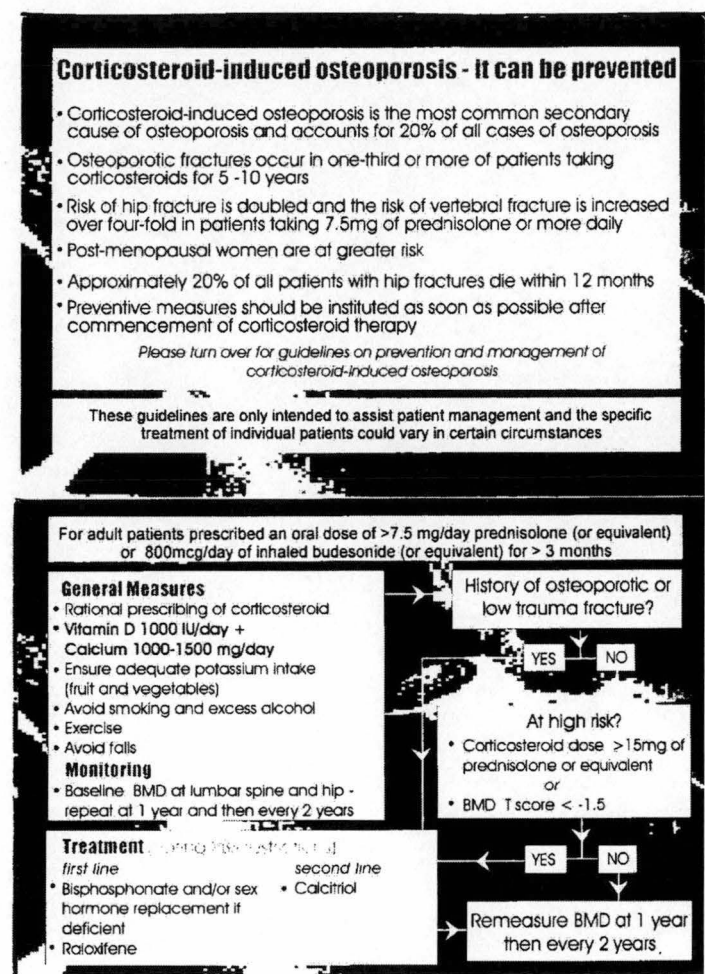 Corticosteroid-induced osteoporosis - it can be prevented
• Corticosteroid-induced osteoporosis is the most common secondary
cause of osteoporosis and accounts for 20% of all cases of osteoporosis
• Osteoporotic fractures occur in one-third or more of patients taking
corticosteroids for 5 -10 years
• Risk of hip fracture is doubled and the risk of vertebral fracture is increased
over four-fold in patients taking 7.5mg of prednisolone or more daily
• Post-menopausal women are at greater risk
• Approximately 20% of all patients with hip fractures die within 12 months
• Preventive measures should be instituted as soon as possible after
commencement of corticosteroid therapy
Please turn over for guidelines on prevention and management of
corticosteroid-induced osteoporosis
These guidelines are only intended to assist patient management and the specific
treatment of individual patients could vary in certain circumstances
For adult patients prescribed an oral dose of >7.5 mg/day prednisolone (or equivalent)
or 800mcg/day of inhaled budesonide (or equivalent) for > 3 months
General Measures
• Rational prescribing of corticosteroid
• Vitamin D 1000 IU/day +
Calcium 1000-1500 mg/day
• Ensure adequate potassium intake
(fruit and vegetables)
• Avoid smoking and excess alcohol
• Exercise
• Avoid falls
Monitoring
• Baseline BMD at lumbar spine and hip -
repeat at 1 year and then every 2 years
History of osteoporotic or
low trauma fracture?
YES NO
At high risk?
• Corticosteroid dose >15mg of
prednisolone or equivalent
or
• BMD T score < -1.5
YES NO
Treatment
first line second line
• Bisphosphonate and/or sex • Calcitriol
hormone replacement if
deficient
• Raloxifene
Remeasure BMD at 1 year
then every 2 years.